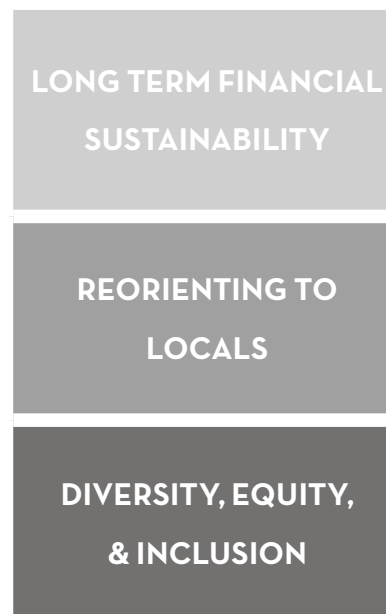 LONG TERM FINANCIAL
SUSTAINABILITY
REORIENTING TO
LOCALS
DIVERSITY, EQUITY,
& INCLUSION